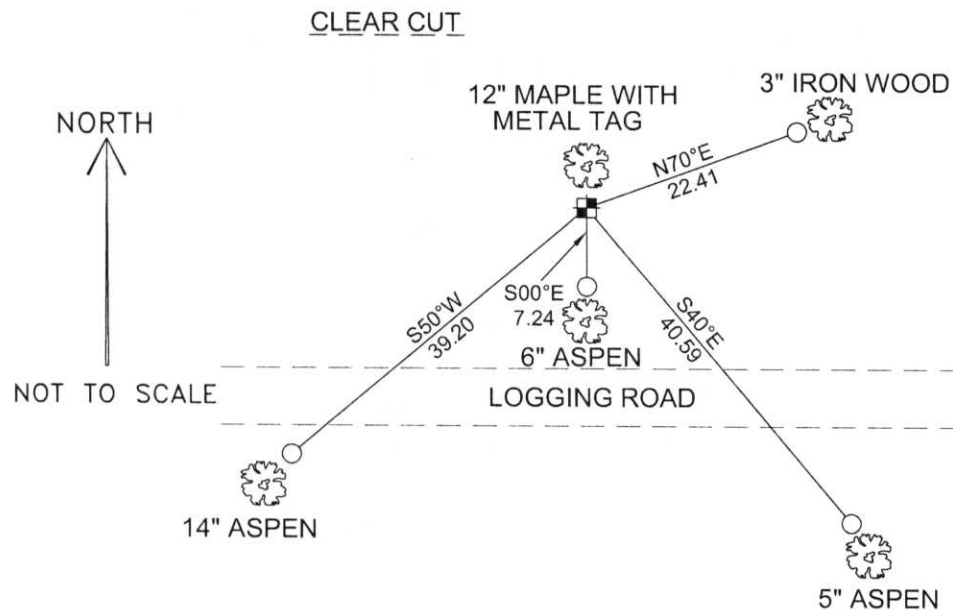 CLEAR CUT
NORTH
12" MAPLE WITH
METAL TAG
3" IRON WOOD
N70°E
22.41
S50°W
39.20
S00°E
7.24
S40°E
40.59
6" ASPEN
NOT TO SCALE
LOGGING ROAD
14" ASPEN
5" ASPEN